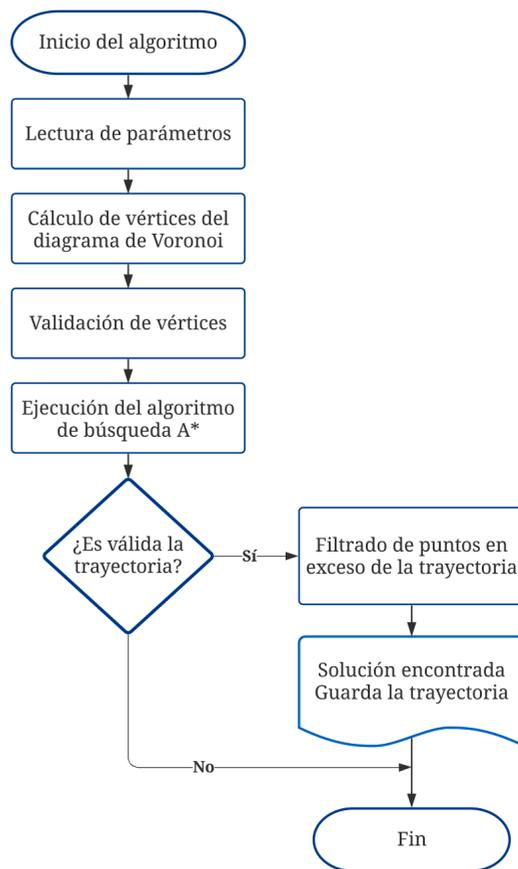 Inicio del algoritmo
Lectura de parámetros
Cálculo de vértices del
diagrama de Voronoi
Validación de vértices
Ejecución del algoritmo
de búsqueda A*
¿Es válida la
trayectoria?
Sí
Filtrado de puntos en
exceso de la trayectoria
Solución encontrada
Guarda la trayectoria
No
Fin